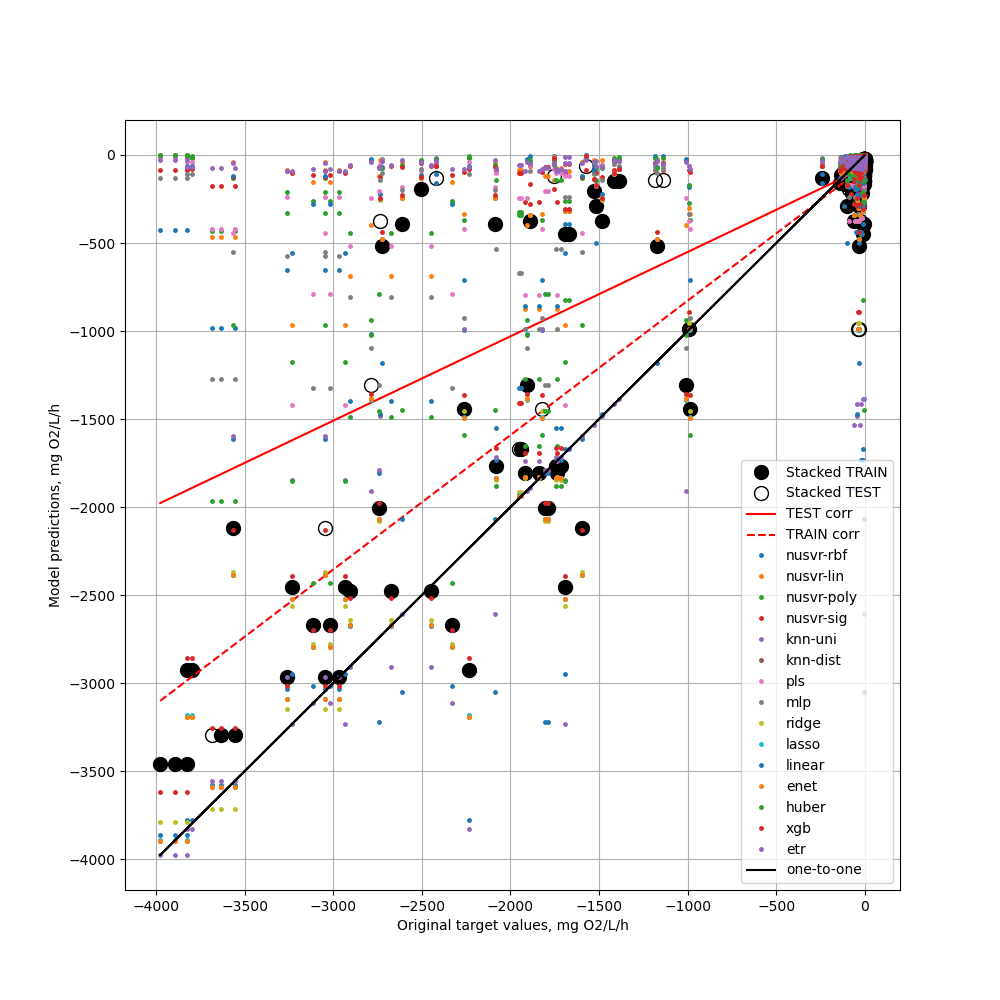 0
−500
−1000
−1500
−2000
−2500
−3000
−3500
−4000
Model predictions, mg O2/L/h
−4000 −3500 −3000 −2500 −2000 −1500 −1000 −500 0
Original target values, mg O2/L/h
Stacked TRAIN
Stacked TEST
TEST corr
TRAIN corr
nusvr-rbf
nusvr-lin
nusvr-poly
nusvr-sig
knn-uni
knn-dist
pls
mlp
ridge
lasso
linear
enet
huber
xgb
etr
one-to-one